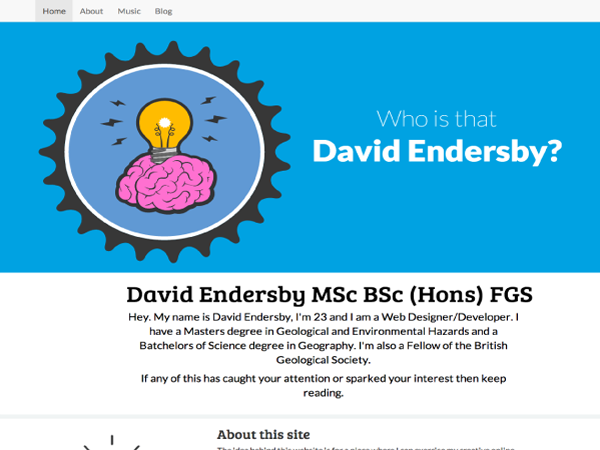 Home About Music Blog
Who is that
David Endersby?
David Endersby MSc BSc (Hons) FGS
Hey. My name is David Endersby, I'm 23 and I am a Web Designer/Developer. I
have a Masters degree in Geological and Environmental Hazards and a
Batchelors of Science degree in Geography. I'm also a Fellow of the British
Geological Society.
If any of this has caught your attention or sparked your interest then keep
reading.
About this site